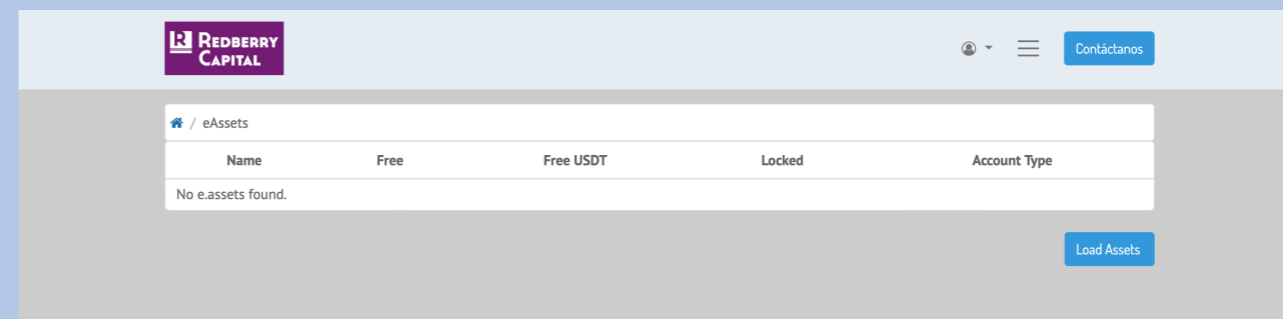 REDBERRY
CAPITAL
Contáctanos
/ eAssets
Name Free Free USDT Locked Account Type
No e.assets found.
Load Assets